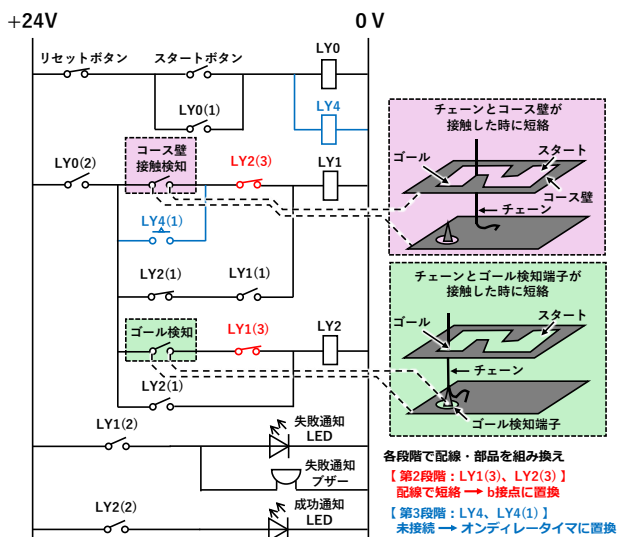 +24V
0 V
リセットボタン
スタートボタン
LY0
LY0(1)
LY4
LY0(2)
コース壁
接触検知
LY2(3)
LY1
LY4(1)
LY2(1)
LY1(1)
ゴール検知
LY1(3)
LY2
LY2(1)
LY1(2)
失敗通知
LED
失敗通知
ブザー
LY2(2)
成功通知
LED
チェーンとコース壁が
接触した時に短絡
ゴール
スタート
コース壁
チェーン
チェーンとゴール検知端子が
接触した時に短絡
ゴール
スタート
チェーン
ゴール検知端子
各段階で配線・部品を組み換え
【 第2段階：LY1(3)、LY2(3) 】
配線で短絡 → b接点に置換
【 第3段階：LY4、LY4(1) 】
未接続 → オンディレータイマに置換